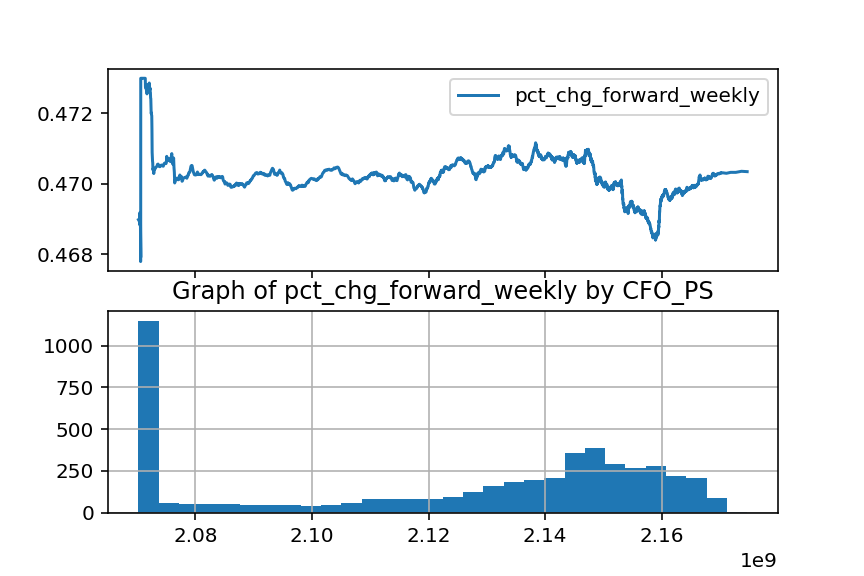 pct_chg_forward_weekly
0.472
0.470
0.468
Graph of pct_chg_forward_weekly by CFO_PS
1000
750
500
250
0
2.08 2.10 2.12 2.14 2.16
1e9